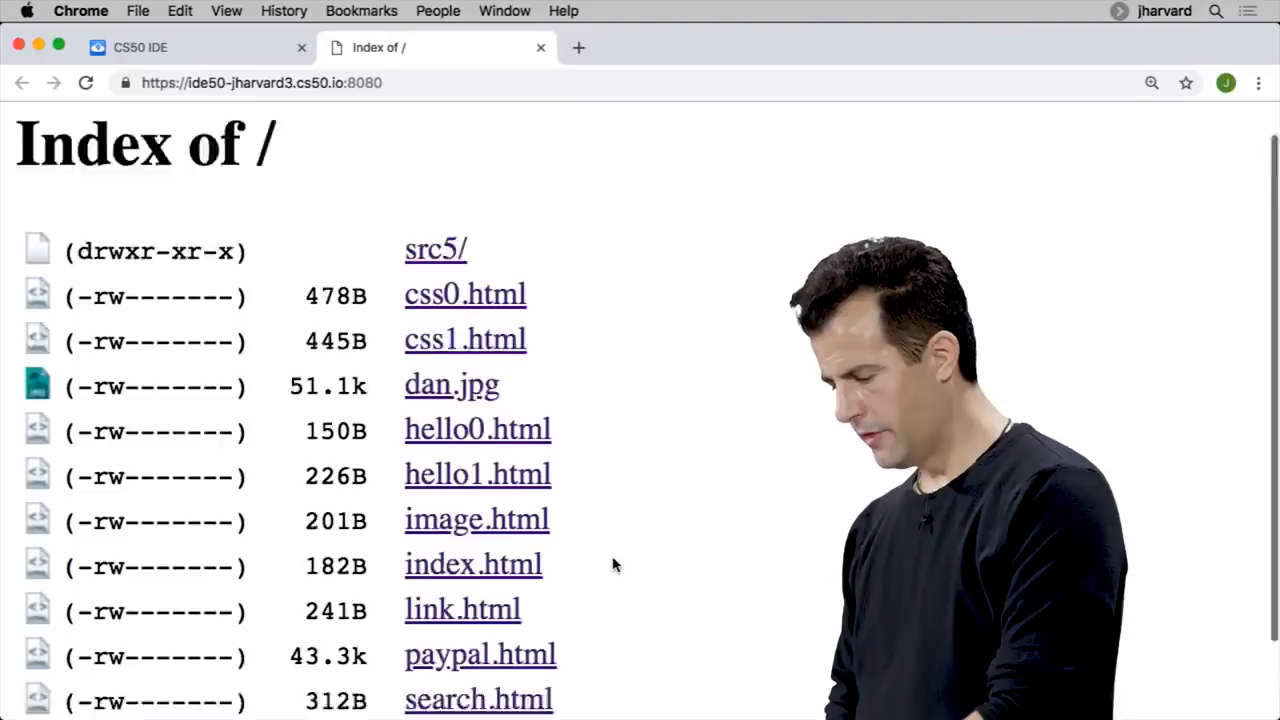 Chrome File Edit View History Bookmarks People Window Help jharvard
CS50 IDE Index of /
https://ide50-jharvard3.cs50.io:8080 J
Index of /
(drwxr-xr-x) src5/
(-rw-------) 478B css0.html
(-rw-------) 445B css1.html
(-rw-------) 51.1k dan.jpg
(-rw-------) 150B hello0.html
(-rw-------) 226B hello1.html
(-rw-------) 201B image.html
(-rw-------) 182B index.html
(-rw-------) 241B link.html
(-rw-------) 43.3k paypal.html
(-rw-------) 312B search.html